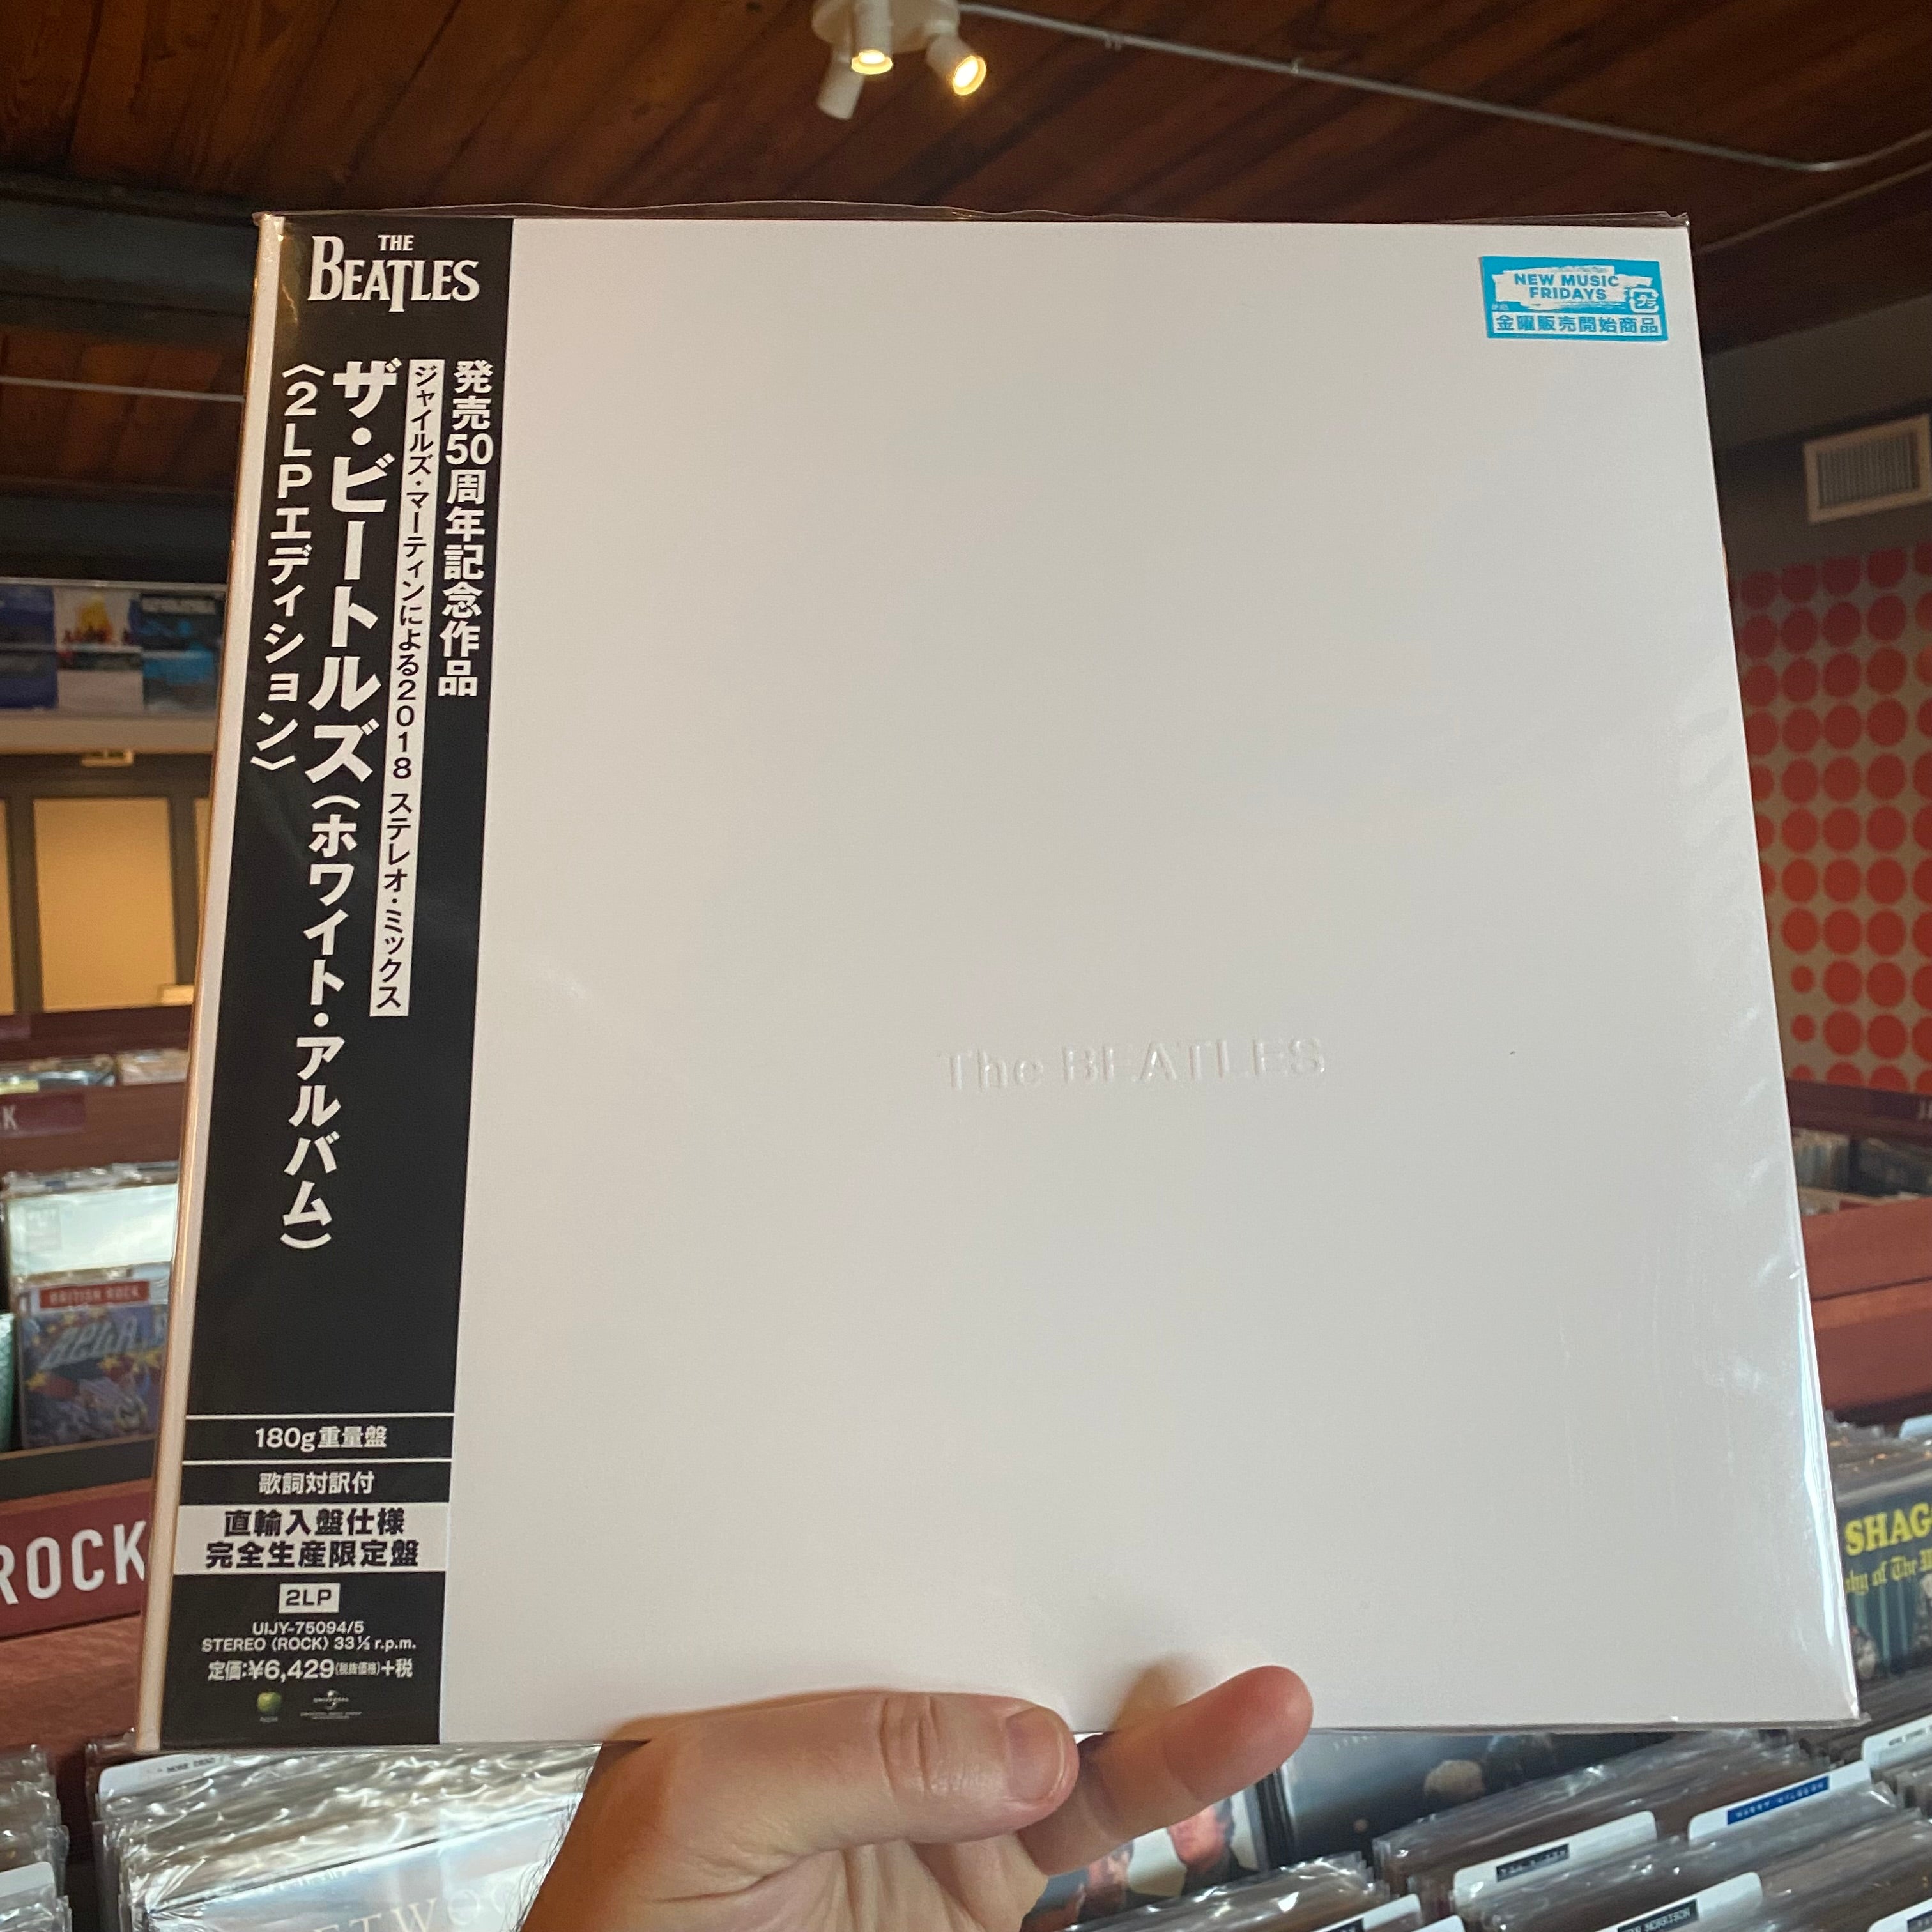 THE
BEATLES
発売50周年記念作品
ジャイルズ・マーティンによる2018 ステレオ・ミックス
ザ・ビートルズ(ホワイト・アルバム)
〈2LPエディション〉
180g重量盤
歌詞対訳付
直輸入盤仕様
完全生産限定盤
2LP
UIJY-75094/5
STEREO〈ROCK〉33⅓ r.p.m.
定価:¥6,429(税抜価格)+税
UNIVERSAL
NEW MUSIC
FRIDAYS
プラ
金曜販売開始商品
The BEATLES
BRITISH ROCK
ROCK
SHAG